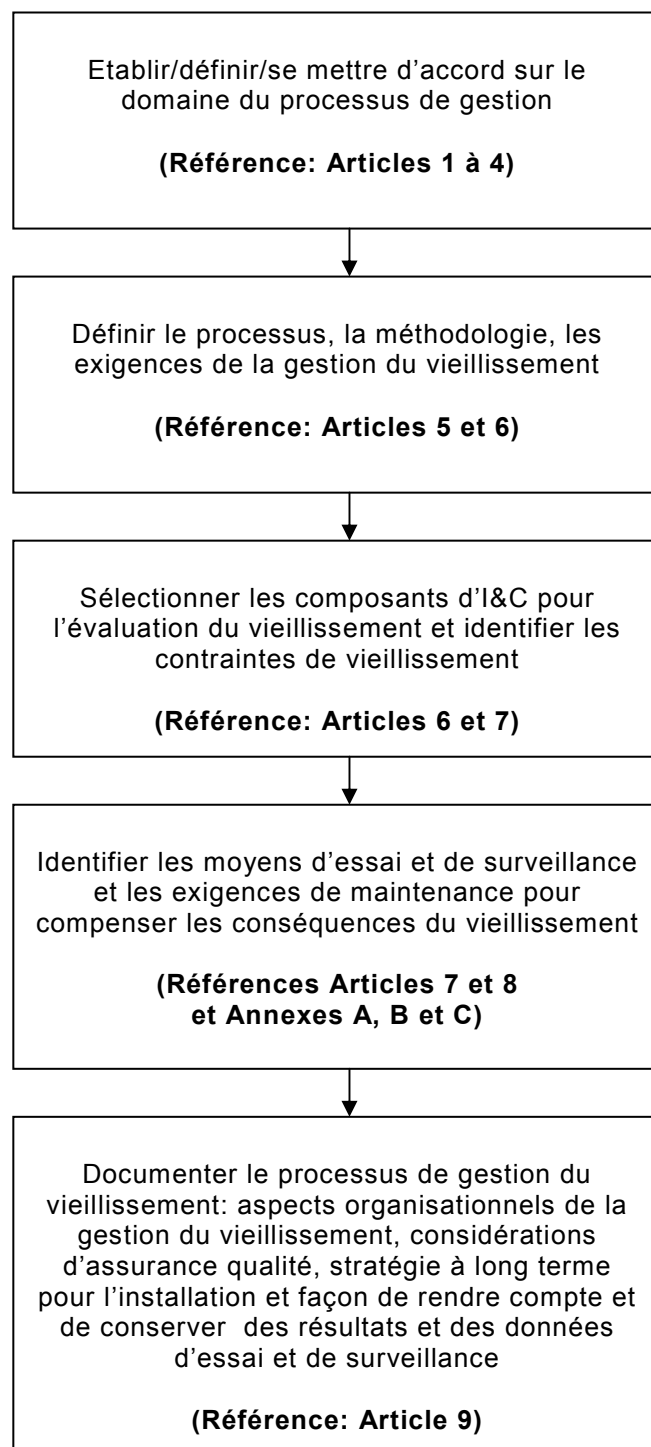 Etablir/définir/se mettre d'accord sur le
domaine du processus de gestion
(Référence: Articles 1 à 4)
Définir le processus, la méthodologie, les
exigences de la gestion du vieillissement
(Référence: Articles 5 et 6)
Sélectionner les composants d'I&C pour
l'évaluation du vieillissement et identifier les
contraintes de vieillissement
(Référence: Articles 6 et 7)
Identifier les moyens d'essai et de surveillance
et les exigences de maintenance pour
compenser les conséquences du vieillissement
(Références Articles 7 et 8
et Annexes A, B et C)
Documenter le processus de gestion du
vieillissement: aspects organisationnels de la
gestion du vieillissement, considérations
d'assurance qualité, stratégie à long terme
pour l'installation et façon de rendre compte et
de conserver des résultats et des données
d'essai et de surveillance
(Référence: Article 9)